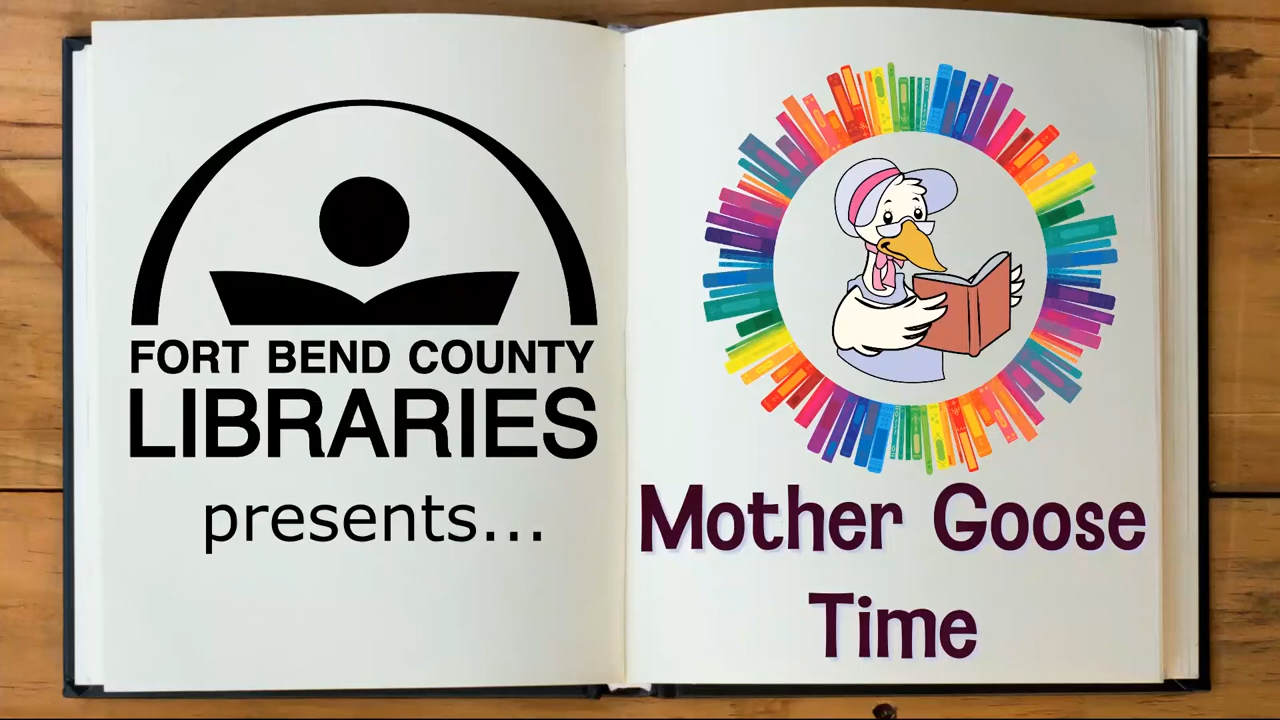 FORT BEND COUNTY
LIBRARIES
presents...
Mother Goose
Time